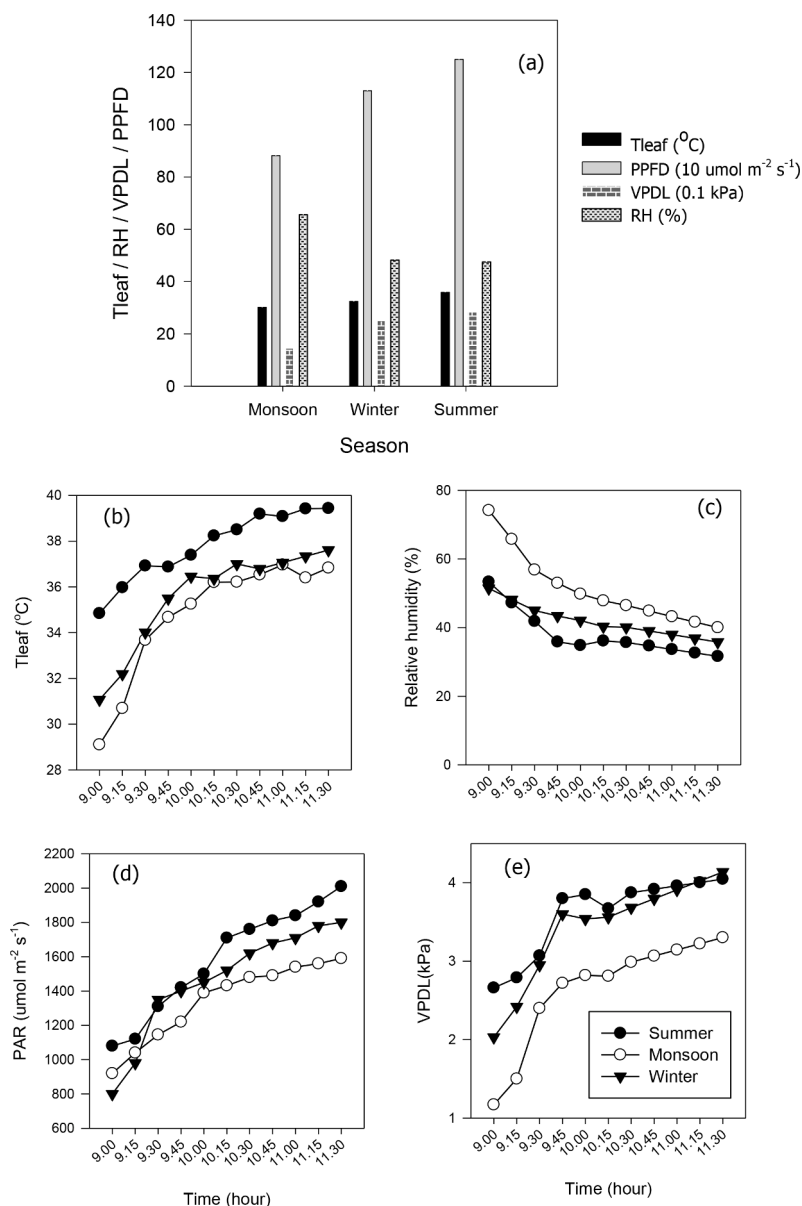 140
120
100
80
60
40
20
0
Tleaf / RH / VPDL / PPFD
(a)
Monsoon Winter Summer
Season
Tleaf (°C)
PPFD (10 umol m⁻² s⁻¹)
VPDL (0.1 kPa)
RH (%)
(b)
40
38
36
34
32
30
28
Tleaf (°C)
9.00 9.15 9.30 9.45 10.00 10.15 10.30 10.45 11.00 11.15 11.30
(c)
80
60
40
20
0
Relative humidity (%)
9.00 9.15 9.30 9.45 10.00 10.15 10.30 10.45 11.00 11.15 11.30
(d)
2200
2000
1800
1600
1400
1200
1000
800
600
PAR (umol m⁻² s⁻¹)
9.00 9.15 9.30 9.45 10.00 10.15 10.30 10.45 11.00 11.15 11.30
Time (hour)
(e)
4
3
2
1
VPDL(kPa)
Summer
Monsoon
Winter
9.00 9.15 9.30 9.45 10.00 10.15 10.30 10.45 11.00 11.15 11.30
Time (hour)